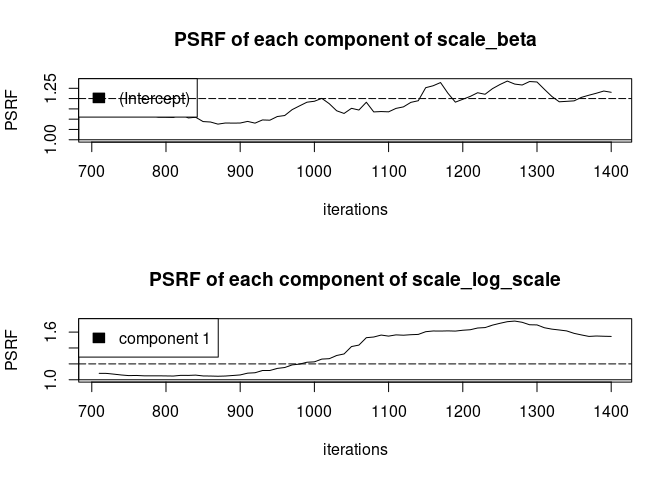 PSRF of each component of scale_beta
PSRF
1.00
1.25
(Intercept)
700 800 900 1000 1100 1200 1300 1400
iterations
PSRF of each component of scale_log_scale
PSRF
1.0
1.6
component 1
700 800 900 1000 1100 1200 1300 1400
iterations